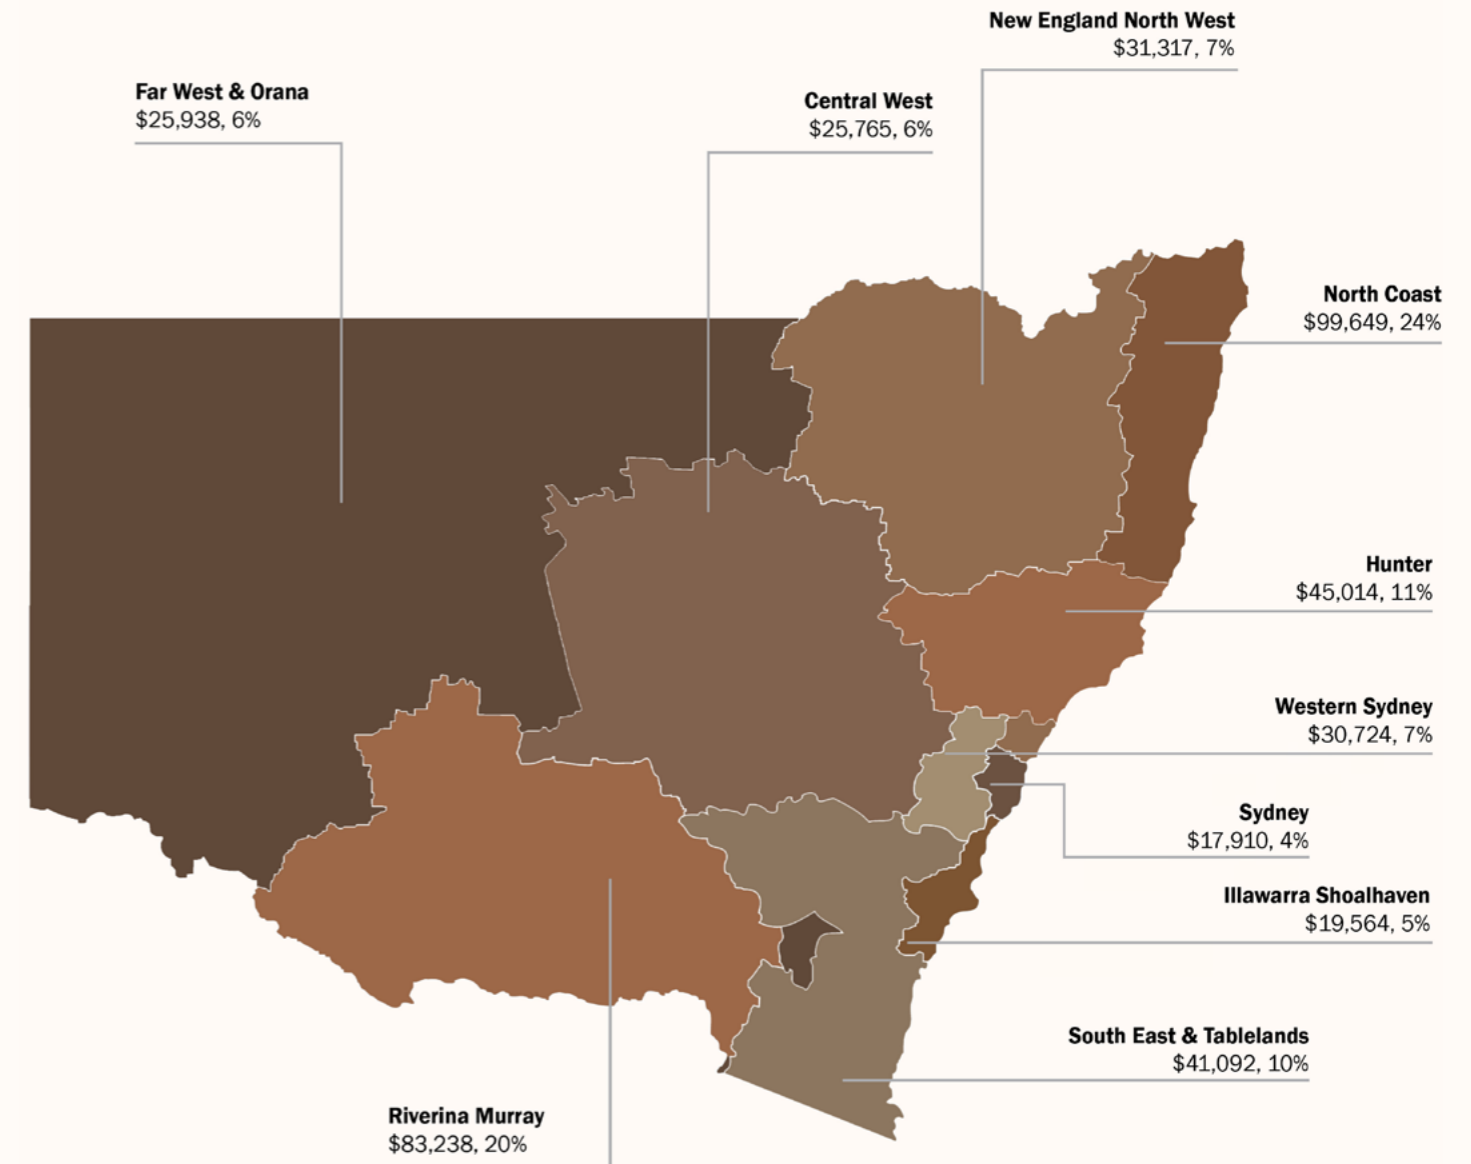 New England North West
$31,317, 7%
Far West & Orana
$25,938, 6%
Central West
$25,765, 6%
North Coast
$99,649, 24%
Hunter
$45,014, 11%
Western Sydney
$30,724, 7%
Sydney
$17,910, 4%
Illawarra Shoalhaven
$19,564, 5%
South East & Tablelands
$41,092, 10%
Riverina Murray
$83,238, 20%